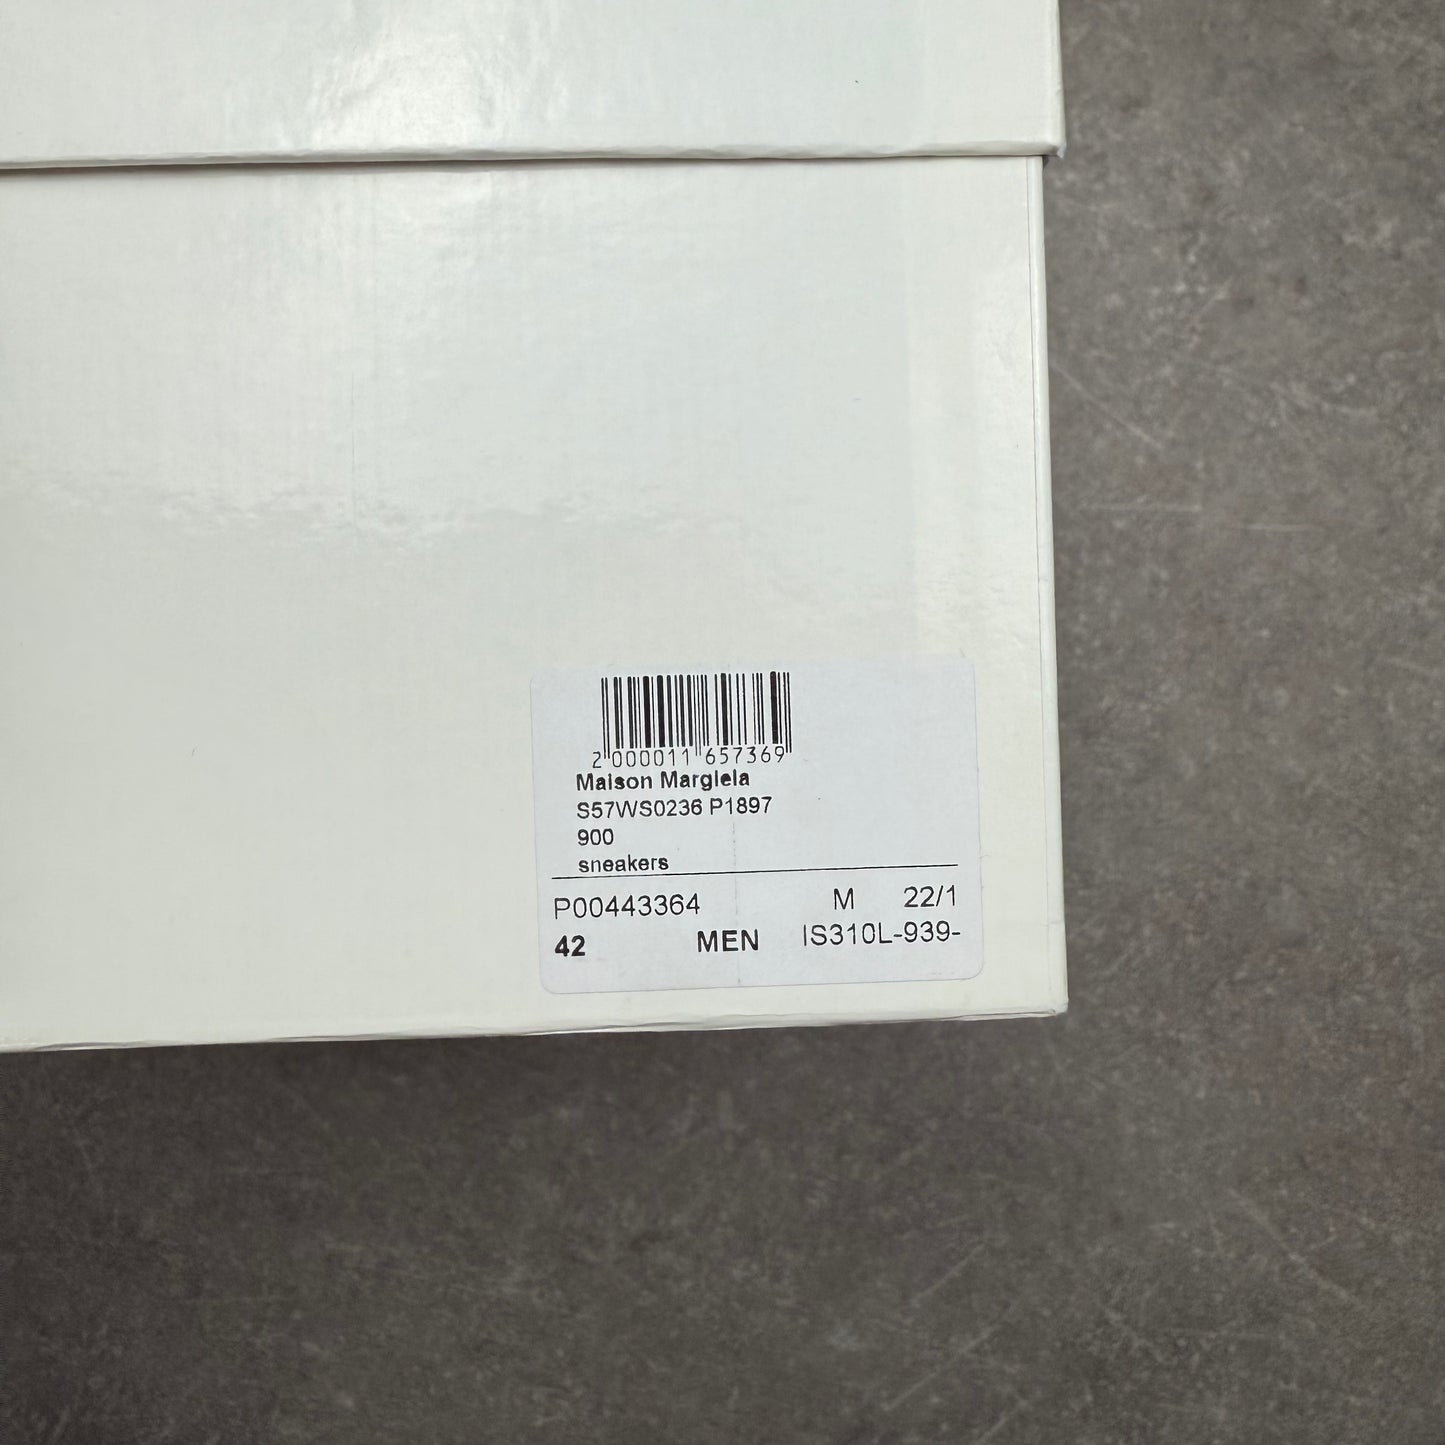 2 000011 657369
Maison Margiela
S57WS0236 P1897
900
sneakers
P00443364 M 22/1
42 MEN IS310L-939-